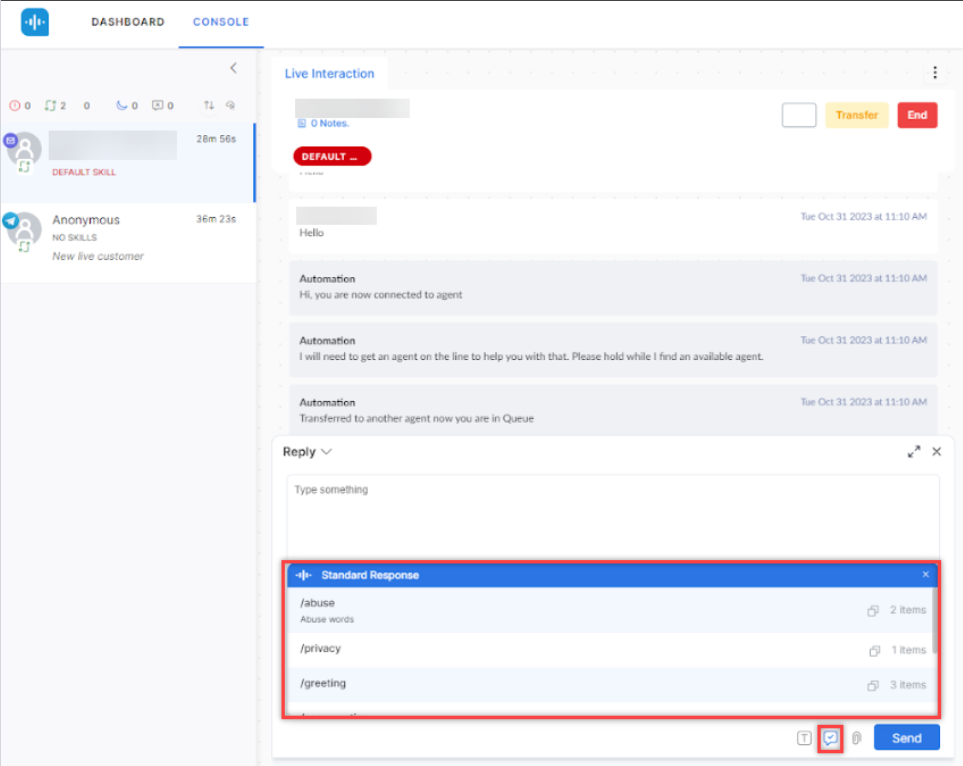 DASHBOARD CONSOLE
0 2 0 0 0
28m 56s
DEFAULT SKILL
Anonymous 36m 23s
NO SKILLS
New live customer
Live Interaction
0 Notes.
Transfer End
DEFAULT ...
Hello
Tue Oct 31 2023 at 11:10 AM
Hello
Automation Tue Oct 31 2023 at 11:10 AM
Hi, you are now connected to agent
Automation Tue Oct 31 2023 at 11:10 AM
I will need to get an agent on the line to help you with that. Please hold while I find an available agent.
Automation Tue Oct 31 2023 at 11:10 AM
Transferred to another agent now you are in Queue
Reply
Type something
Standard Response
/abuse 2 items
Abuse words
/privacy 1 items
/greeting 3 items
T Send